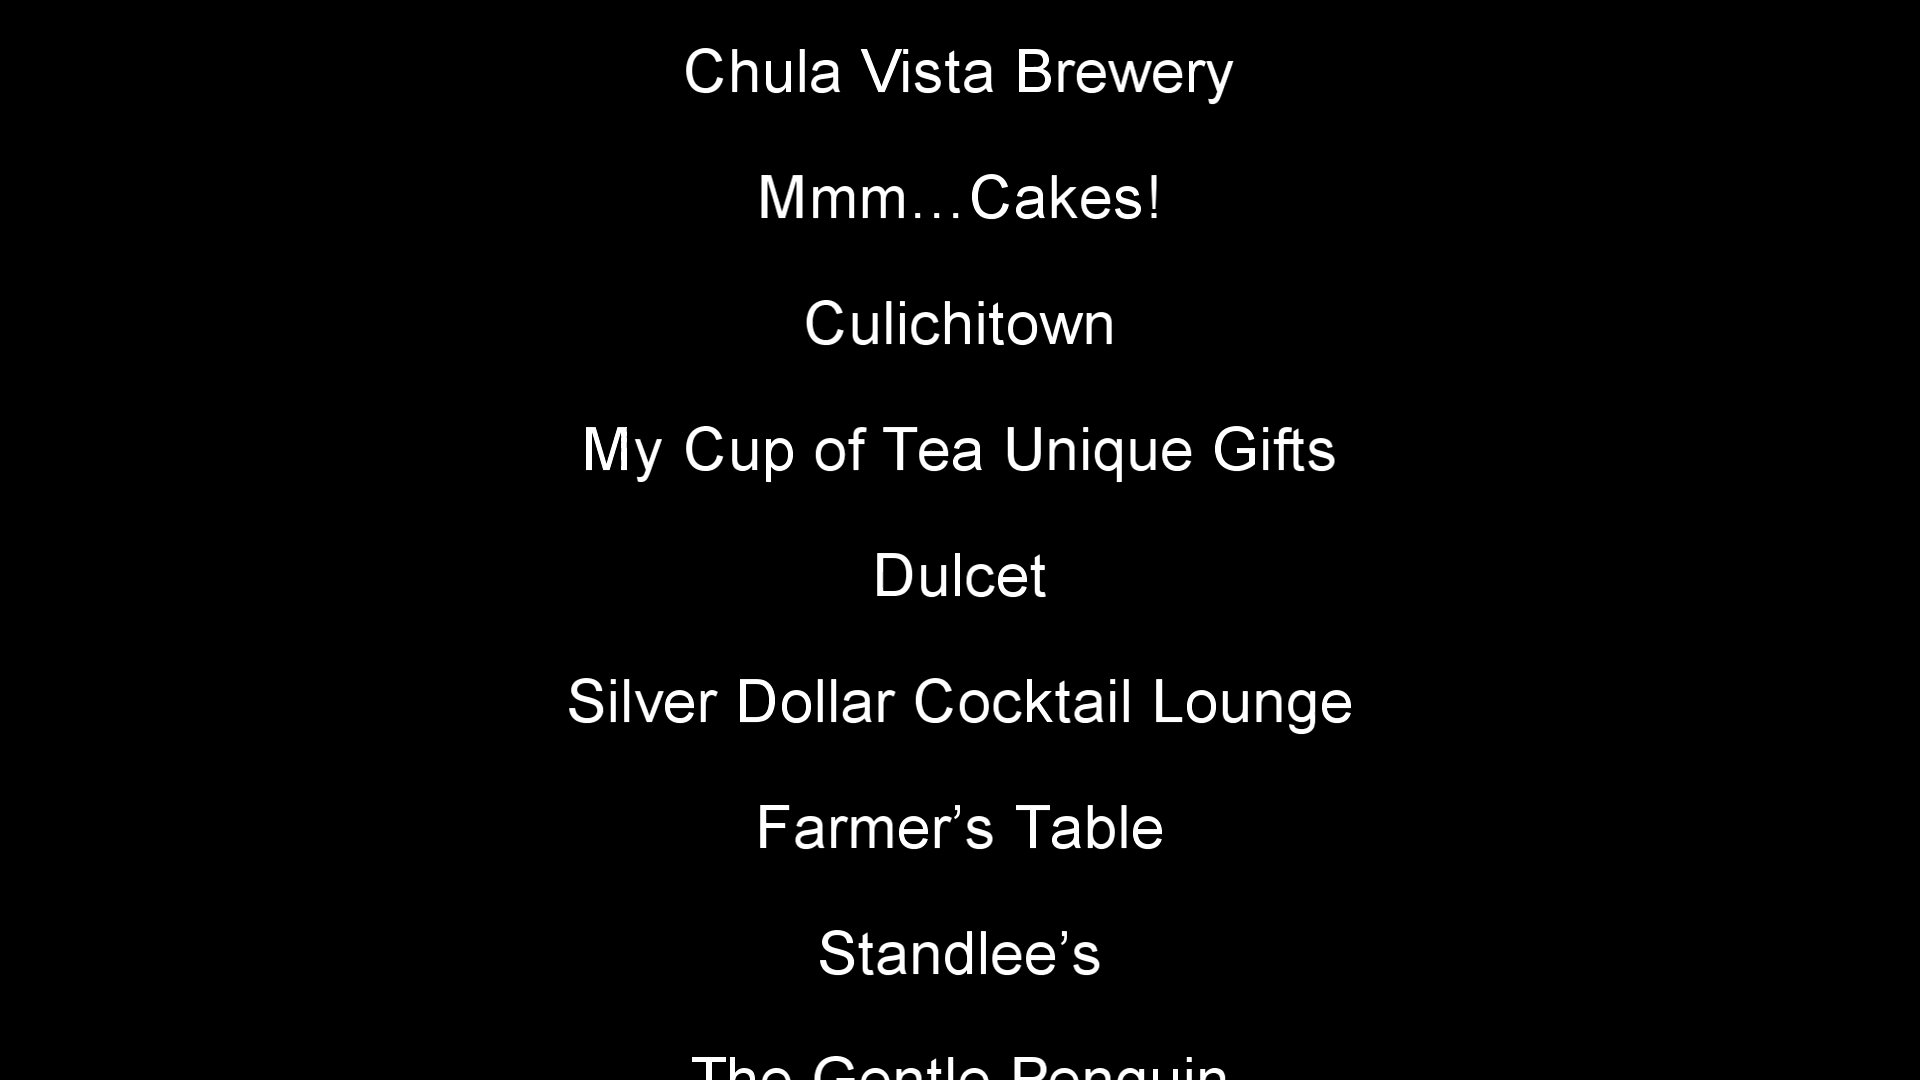 Chula Vista Brewery
Mmm…Cakes!
Culichitown
My Cup of Tea Unique Gifts
Dulcet
Silver Dollar Cocktail Lounge
Farmer’s Table
Standlee’s
The Gentle Penguin